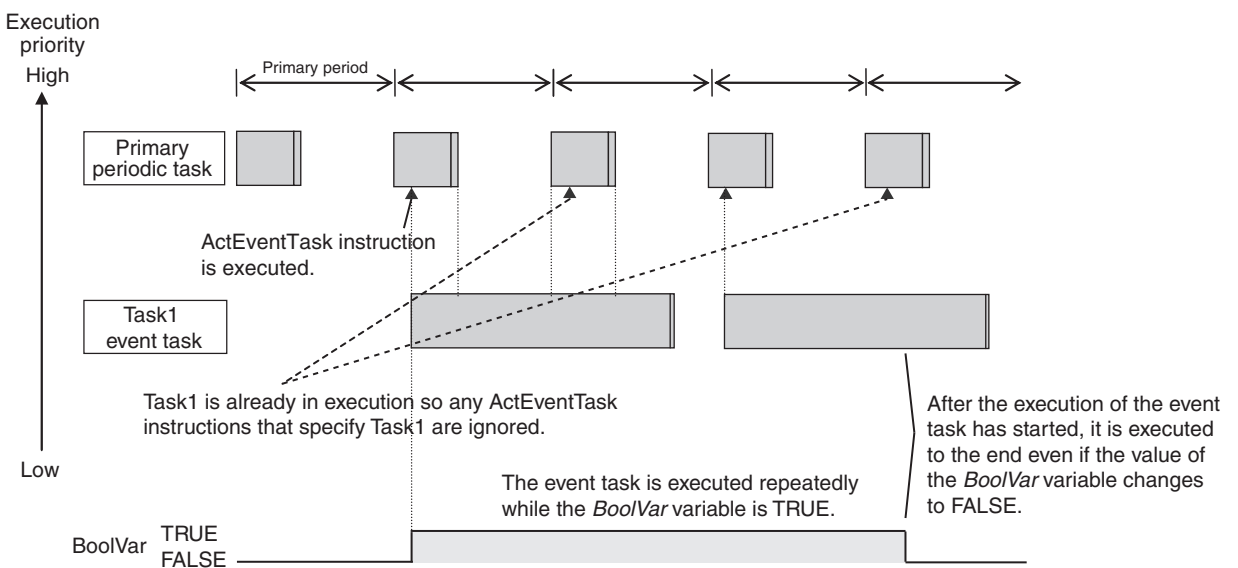 Execution
priority
High
Primary period
Primary
periodic task
ActEventTask instruction
is executed.
Task1
event task
Task1 is already in execution so any ActEventTask
instructions that specify Task1 are ignored.
After the execution of the event
task has started, it is executed
to the end even if the value of
the BoolVar variable changes
to FALSE.
Low
The event task is executed repeatedly
while the BoolVar variable is TRUE.
BoolVar
TRUE
FALSE